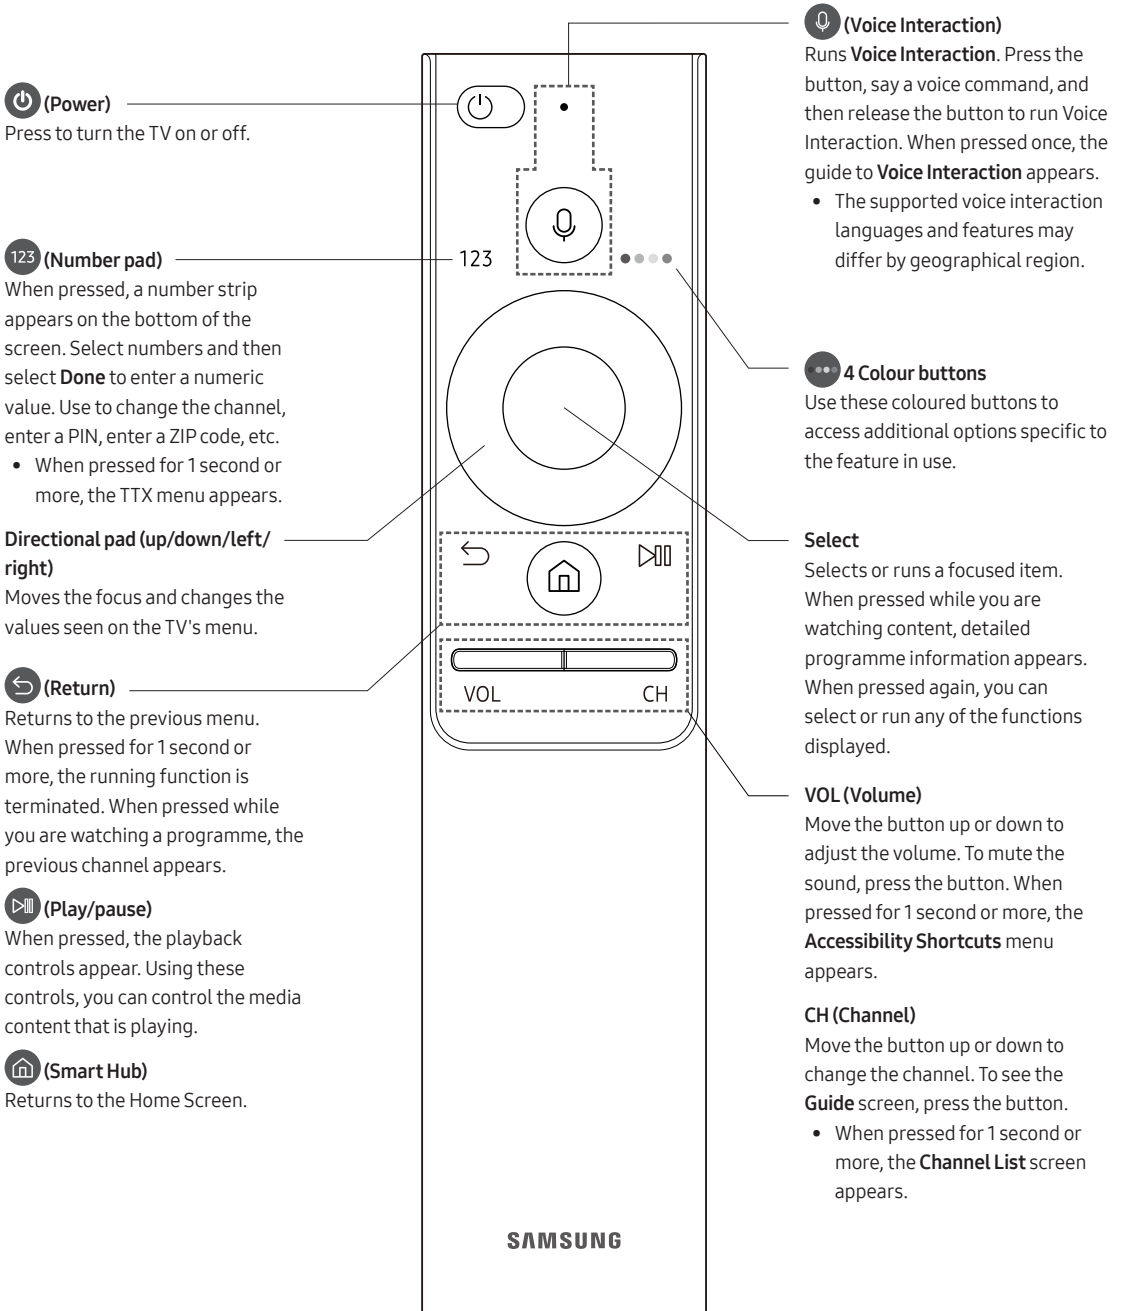 (Power)
Press to turn the TV on or off.
123 (Number pad)
When pressed, a number strip
appears on the bottom of the
screen. Select numbers and then
select Done to enter a numeric
value. Use to change the channel,
enter a PIN, enter a ZIP code, etc.
• When pressed for 1 second or
more, the TTX menu appears.
Directional pad (up/down/left/
right)
Moves the focus and changes the
values seen on the TV's menu.
(Return)
Returns to the previous menu.
When pressed for 1 second or
more, the running function is
terminated. When pressed while
you are watching a programme, the
previous channel appears.
(Play/pause)
When pressed, the playback
controls appear. Using these
controls, you can control the media
content that is playing.
(Smart Hub)
Returns to the Home Screen.
123
VOL
CH
SAMSUNG
(Voice Interaction)
Runs Voice Interaction. Press the
button, say a voice command, and
then release the button to run Voice
Interaction. When pressed once, the
guide to Voice Interaction appears.
• The supported voice interaction
languages and features may
differ by geographical region.
4 Colour buttons
Use these coloured buttons to
access additional options specific to
the feature in use.
Select
Selects or runs a focused item.
When pressed while you are
watching content, detailed
programme information appears.
When pressed again, you can
select or run any of the functions
displayed.
VOL (Volume)
Move the button up or down to
adjust the volume. To mute the
sound, press the button. When
pressed for 1 second or more, the
Accessibility Shortcuts menu
appears.
CH (Channel)
Move the button up or down to
change the channel. To see the
Guide screen, press the button.
• When pressed for 1 second or
more, the Channel List screen
appears.